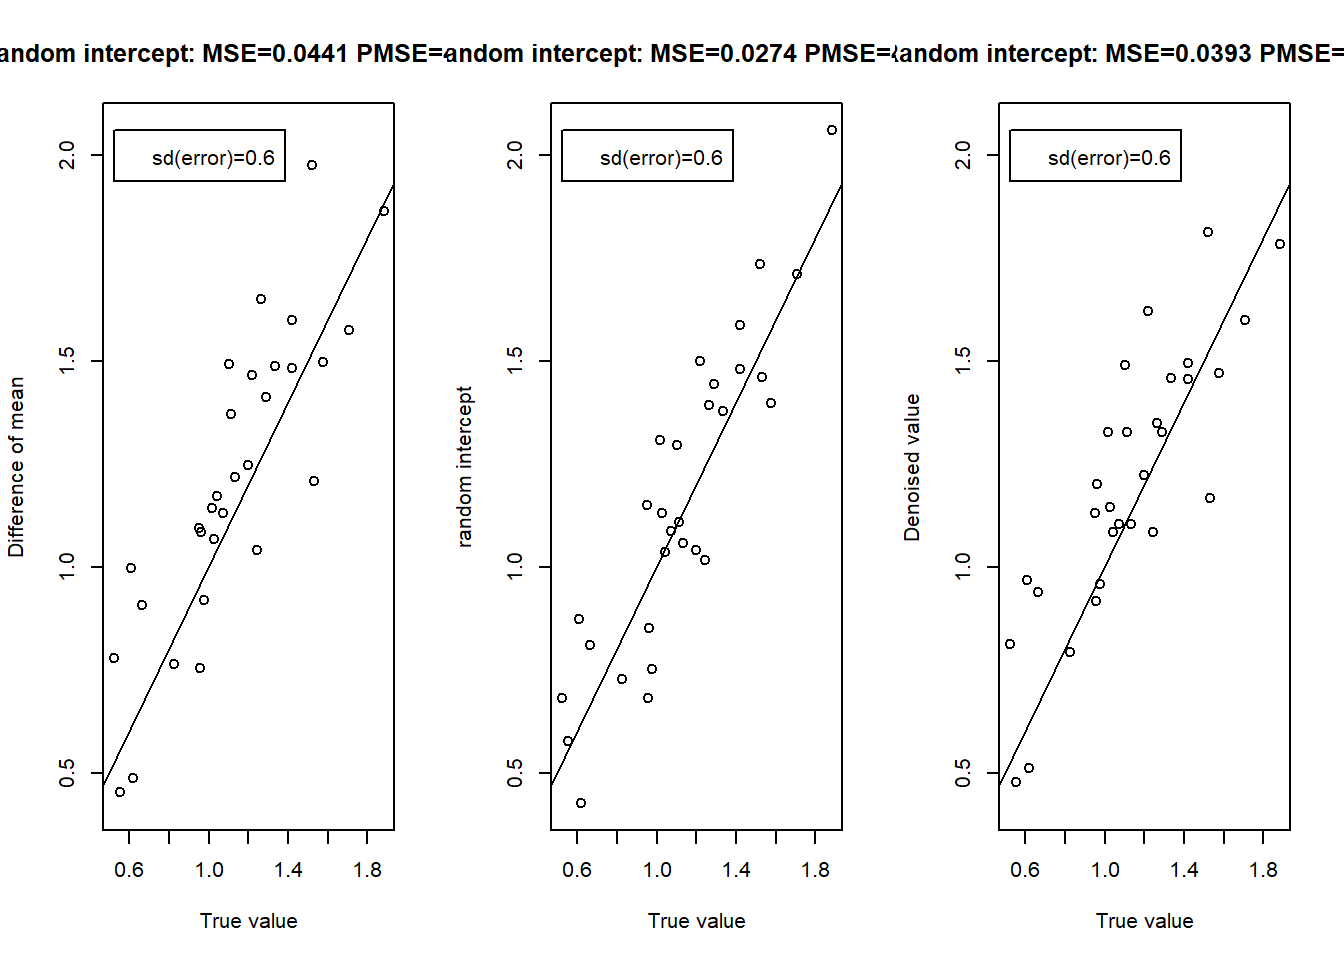 andom intercept: MSE=0.0441 PMSE=
andom intercept: MSE=0.0274 PMSE=
andom intercept: MSE=0.0393 PMSE=
sd(error)=0.6
sd(error)=0.6
sd(error)=0.6
Difference of mean
0.5 1.0 1.5 2.0
0.6 1.0 1.4 1.8
True value
random intercept
0.5 1.0 1.5 2.0
0.6 1.0 1.4 1.8
True value
Denoised value
0.5 1.0 1.5 2.0
0.6 1.0 1.4 1.8
True value